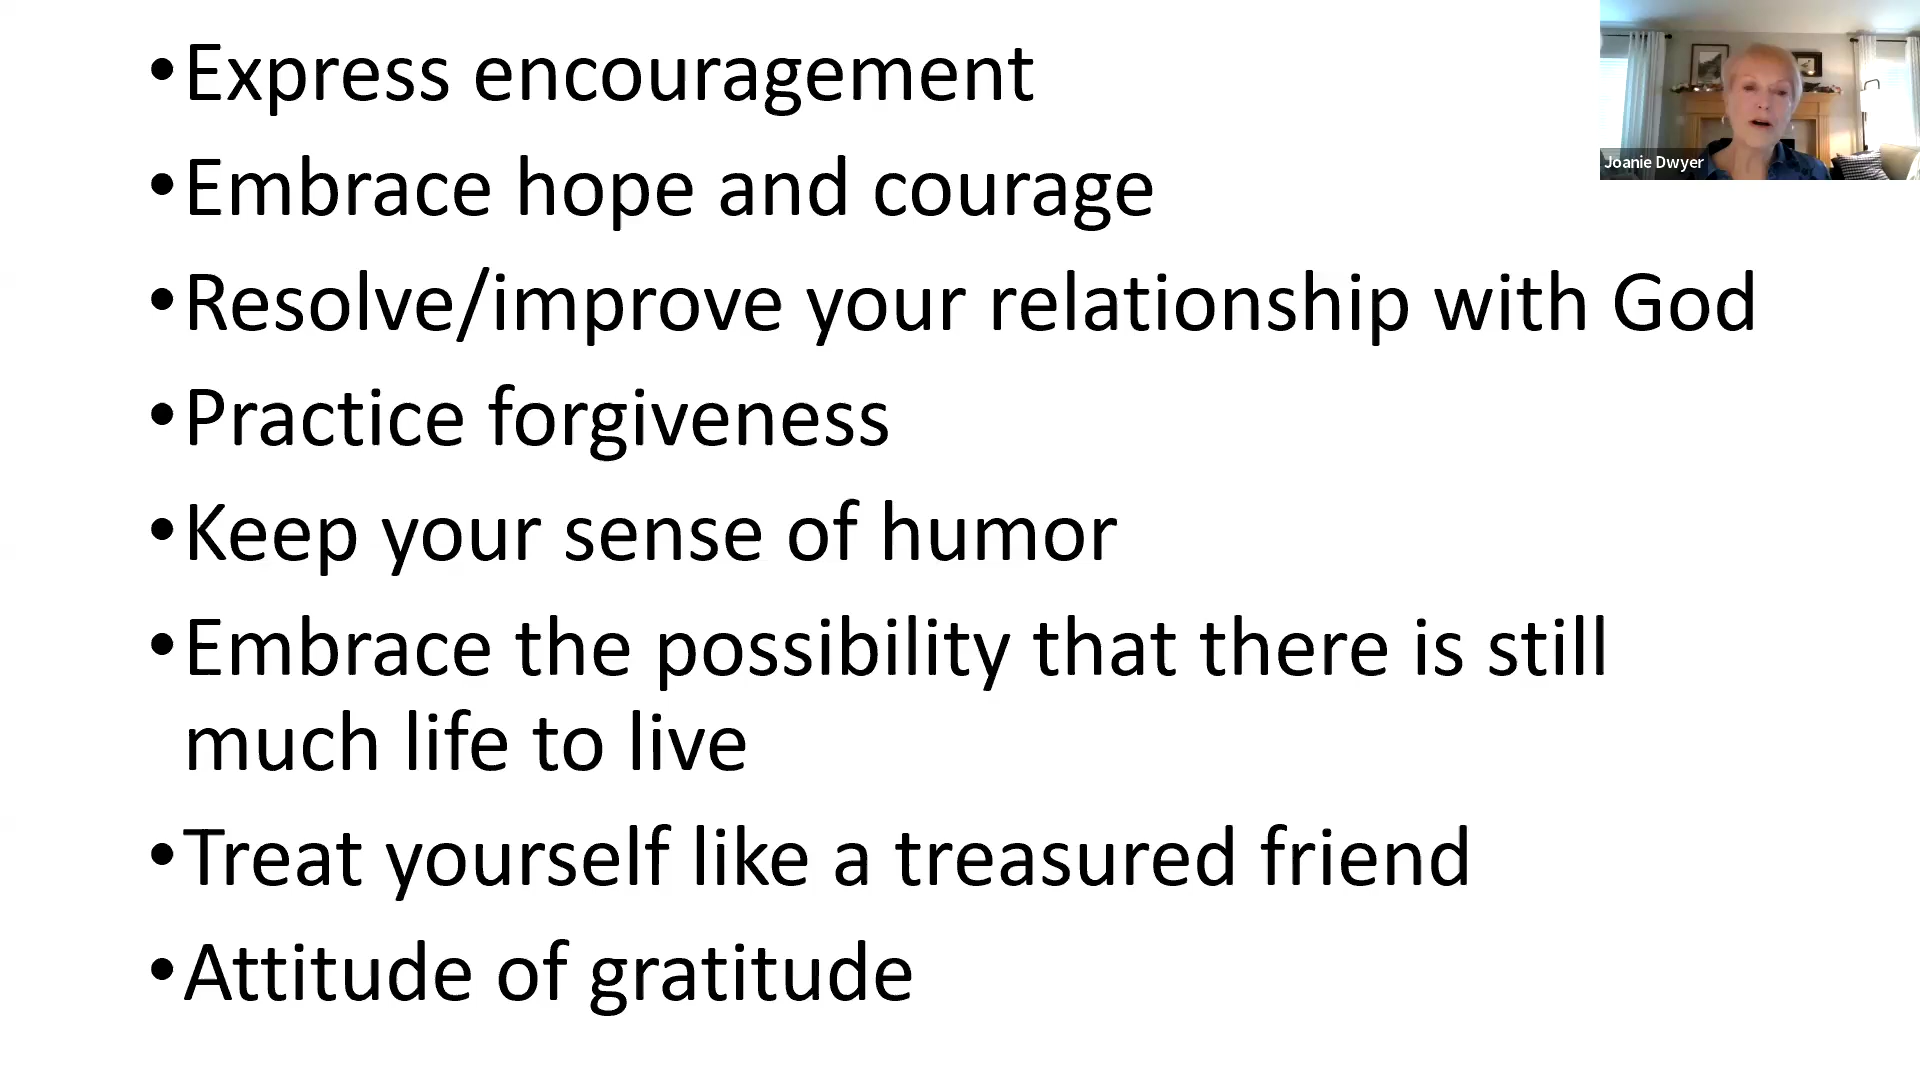 •Express encouragement
•Embrace hope and courage
•Resolve/improve your relationship with God
•Practice forgiveness
•Keep your sense of humor
•Embrace the possibility that there is still
much life to live
•Treat yourself like a treasured friend
•Attitude of gratitude
Joanie Dwyer